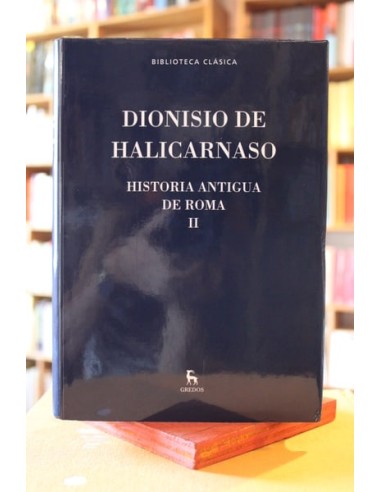 BIBLIOTECA CLÁSICA
DIONISIO DE
HALICARNASO
HISTORIA ANTIGUA
DE ROMA
II
GREDOS